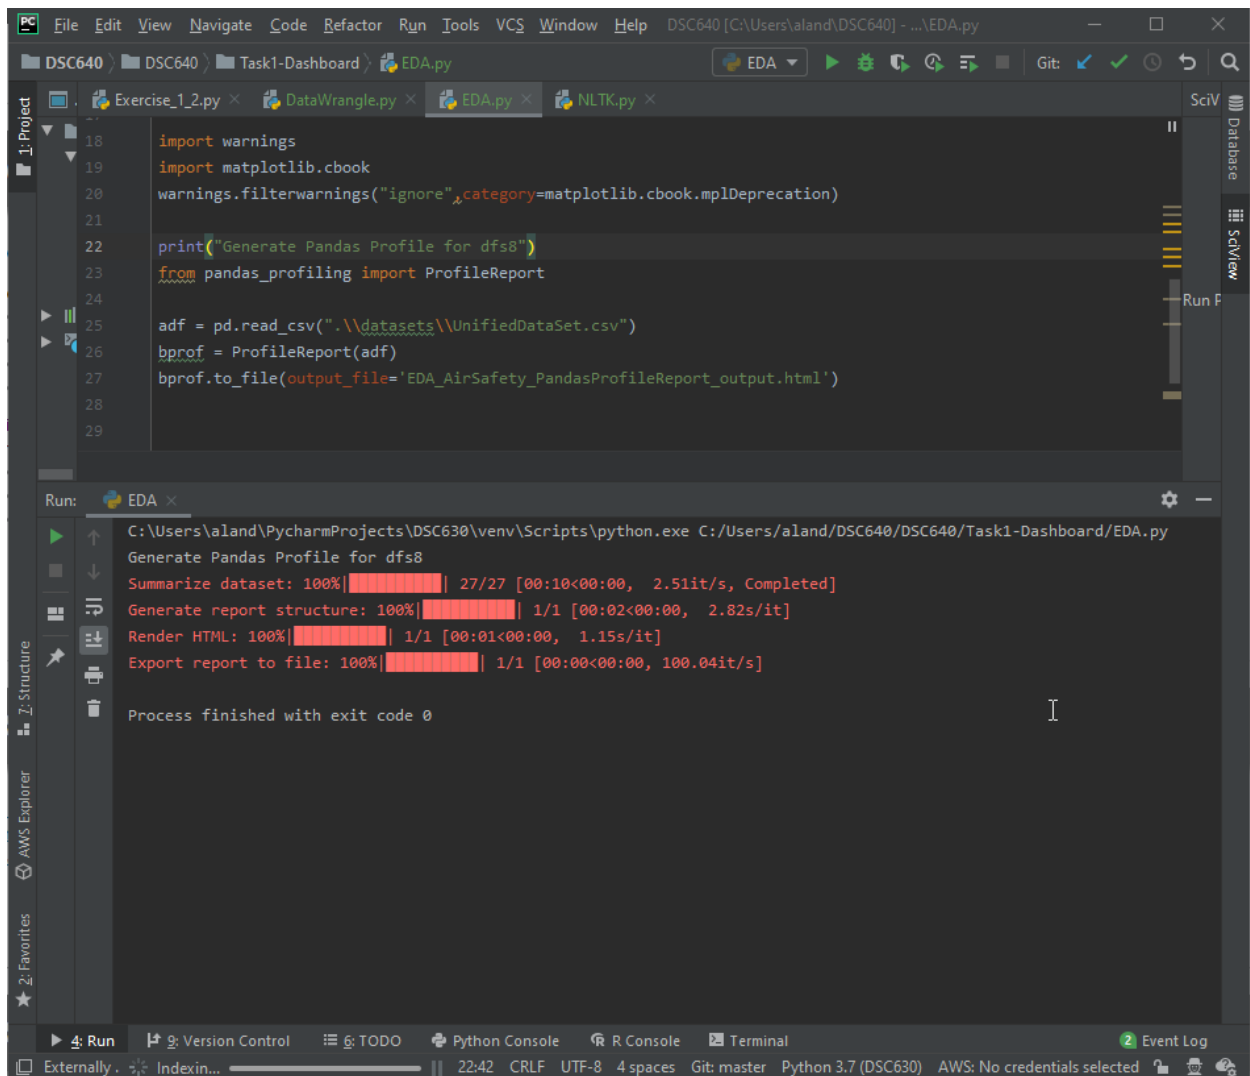 PC File Edit View Navigate Code Refactor Run Tools VCS Window Help DSC640 [C:\Users\aland\DSC640] - ...\EDA.py
DSC640 DSC640 Task1-Dashboard EDA.py EDA Git:
Exercise_1_2.py DataWrangle.py EDA.py NLTK.py SciV
1: Project
Database
SciView
18 import warnings
19 import matplotlib.cbook
20 warnings.filterwarnings("ignore",category=matplotlib.cbook.mplDeprecation)
21
22 print("Generate Pandas Profile for dfs8")
23 from pandas_profiling import ProfileReport
24
Run P
25 adf = pd.read_csv(".\\datasets\\UnifiedDataSet.csv")
26 bprof = ProfileReport(adf)
27 bprof.to_file(output_file='EDA_AirSafety_PandasProfileReport_output.html')
28
29
Run: EDA
C:\Users\aland\PycharmProjects\DSC630\venv\Scripts\python.exe C:/Users/aland/DSC640/DSC640/Task1-Dashboard/EDA.py
Generate Pandas Profile for dfs8
Summarize dataset: 100%|██████████| 27/27 [00:10<00:00, 2.51it/s, Completed]
Generate report structure: 100%|██████████| 1/1 [00:02<00:00, 2.82s/it]
Render HTML: 100%|██████████| 1/1 [00:01<00:00, 1.15s/it]
Export report to file: 100%|██████████| 1/1 [00:00<00:00, 100.04it/s]
Process finished with exit code 0
7: Structure
AWS Explorer
2: Favorites
4: Run 9: Version Control 6: TODO Python Console R Console Terminal 2 Event Log
Externally. Indexin... 22:42 CRLF UTF-8 4 spaces Git: master Python 3.7 (DSC630) AWS: No credentials selected